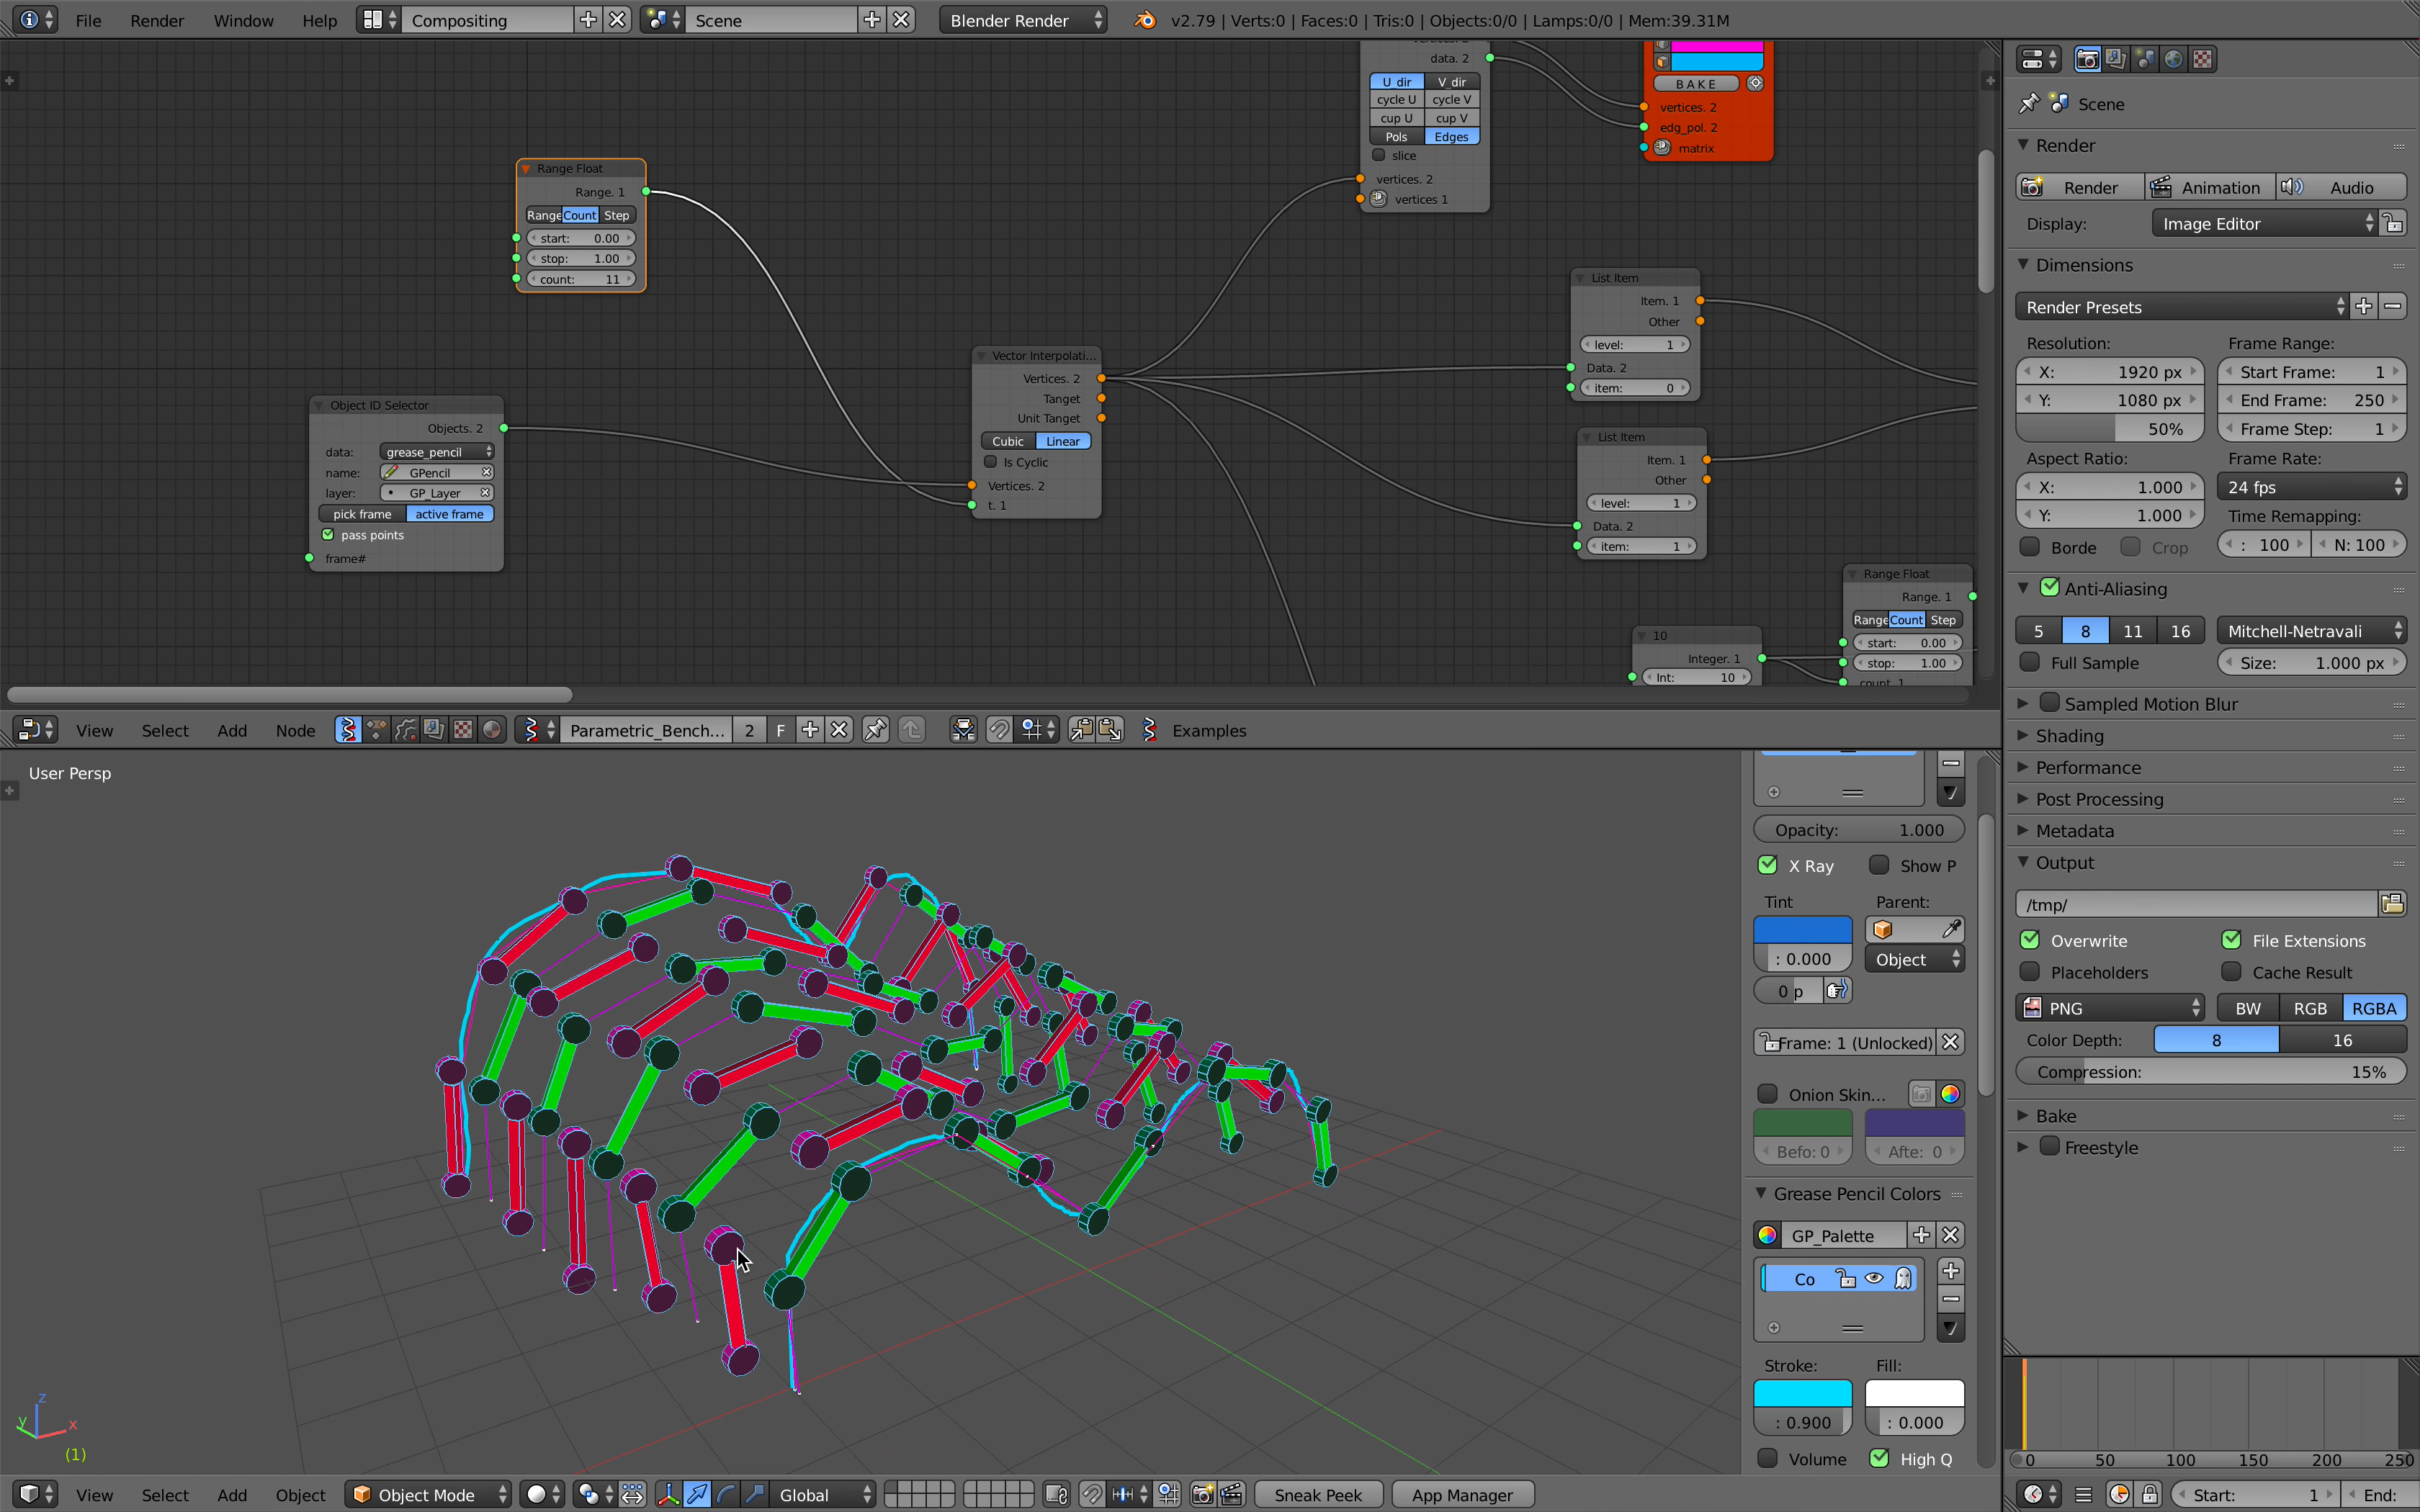 File Render Window Help Compositing Scene Blender Render v2.79 | Verts:0 | Faces:0 | Tris:0 | Objects:0/0 | Lamps:0/0 | Mem:39.31M
Range Float
Range. 1
Range Count Step
start: 0.00
stop: 1.00
count: 11
Object ID Selector
Objects. 2
data: grease_pencil
name: GPencil
layer: GP_Layer
pick frame active frame
pass points
frame#
Vector Interpolati...
Vertices. 2
Tanget
Unit Tanget
Cubic Linear
Is Cyclic
Vertices. 2
t. 1
data. 2
U_dir V_dir
cycle U cycle V
cup U cup V
Pols Edges
slice
vertices. 2
vertices 1
BAKE
vertices. 2
edg_pol. 2
matrix
List Item
Item. 1
Other
level: 1
Data. 2
item: 0
List Item
Item. 1
Other
level: 1
Data. 2
item: 1
10
Integer. 1
Int: 10
Range Float
Range. 1
Range Count Step
start: 0.00
stop: 1.00
count. 1
View Select Add Node Parametric_Bench... 2 F Examples
User Persp
z
y
x
(1)
Opacity: 1.000
X Ray Show P
Tint Parent:
: 0.000 Object
0 p
Frame: 1 (Unlocked)
Onion Skin...
Befo: 0 Afte: 0
Grease Pencil Colors
GP_Palette
Co
Stroke: Fill:
: 0.900 : 0.000
Volume High Q
View Select Add Object Object Mode Global Sneak Peek App Manager
Scene
Render
Render Animation Audio
Display: Image Editor
Dimensions
Render Presets
Resolution: Frame Range:
X: 1920 px Start Frame: 1
Y: 1080 px End Frame: 250
50% Frame Step: 1
Aspect Ratio: Frame Rate:
X: 1.000 24 fps
Y: 1.000 Time Remapping:
Borde Crop : 100 N: 100
Anti-Aliasing
5 8 11 16 Mitchell-Netravali
Full Sample Size: 1.000 px
Sampled Motion Blur
Shading
Performance
Post Processing
Metadata
Output
/tmp/
Overwrite File Extensions
Placeholders Cache Result
PNG BW RGB RGBA
Color Depth: 8 16
Compression: 15%
Bake
Freestyle
0 50 100 150 200 250
Start: 1 End: